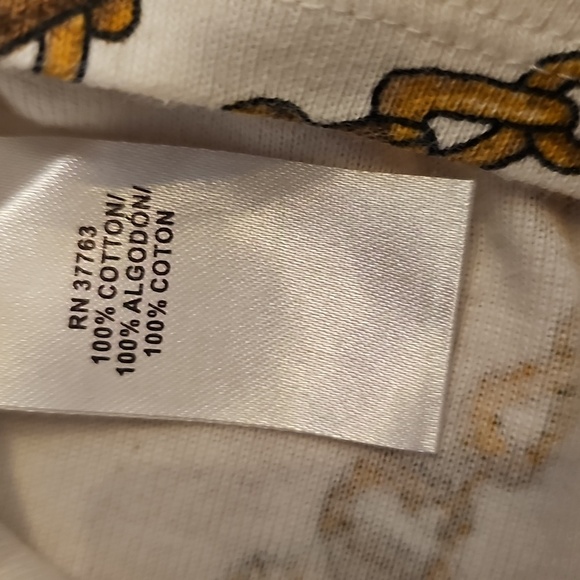 RN 37763
100% COTTON/
100% ALGODÓN/
100% COTON